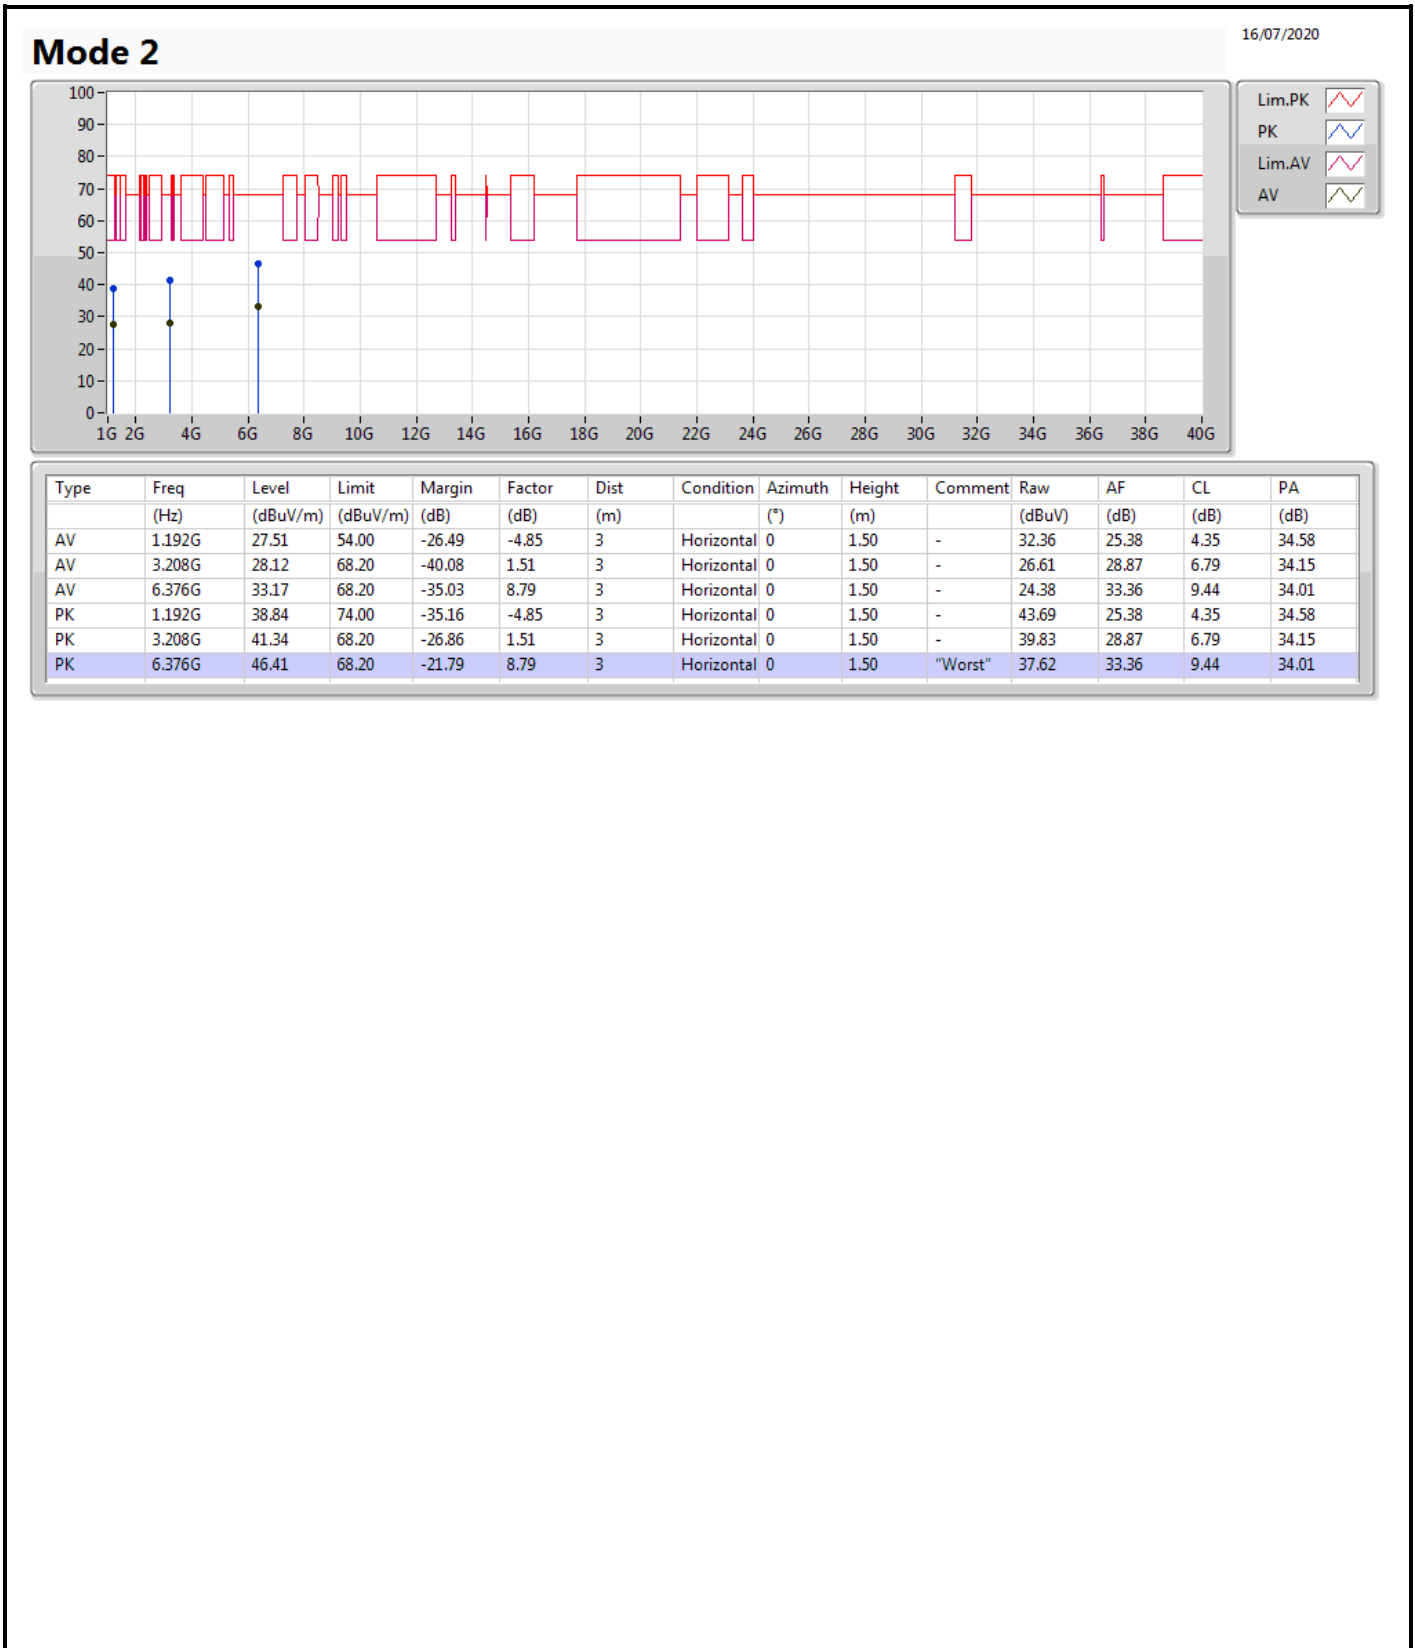 16/07/2020
Mode 2
100
90
80
70
60
50
40
30
20
10
0
1G 2G 4G 6G 8G 10G 12G 14G 16G 18G 20G 22G 24G 26G 28G 30G 32G 34G 36G 38G 40G
Lim.PK
PK
Lim.AV
AV
Type Freq Level Limit Margin Factor Dist Condition Azimuth Height Comment Raw AF CL PA
(Hz) (dBuV/m) (dBuV/m) (dB) (dB) (m) (°) (m) (dBuV) (dB) (dB) (dB)
AV 1.192G 27.51 54.00 -26.49 -4.85 3 Horizontal 0 1.50 - 32.36 25.38 4.35 34.58
AV 3.208G 28.12 68.20 -40.08 1.51 3 Horizontal 0 1.50 - 26.61 28.87 6.79 34.15
AV 6.376G 33.17 68.20 -35.03 8.79 3 Horizontal 0 1.50 - 24.38 33.36 9.44 34.01
PK 1.192G 38.84 74.00 -35.16 -4.85 3 Horizontal 0 1.50 - 43.69 25.38 4.35 34.58
PK 3.208G 41.34 68.20 -26.86 1.51 3 Horizontal 0 1.50 - 39.83 28.87 6.79 34.15
PK 6.376G 46.41 68.20 -21.79 8.79 3 Horizontal 0 1.50 "Worst" 37.62 33.36 9.44 34.01